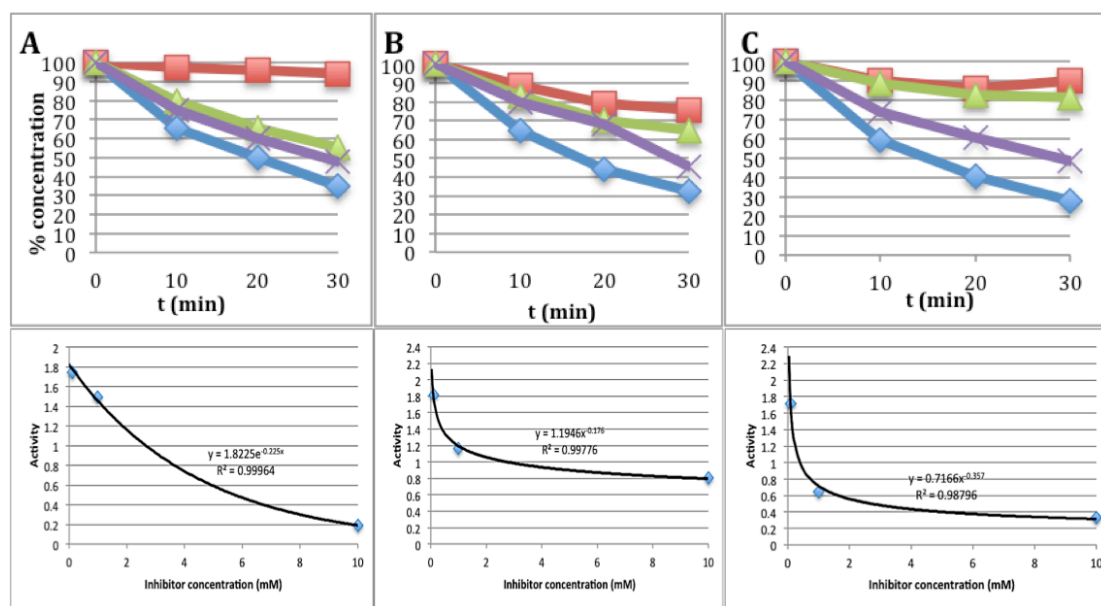 A
% concentration
100
90
80
70
60
50
40
30
20
10
0
0 10 20 30
t (min)
B
100
90
80
70
60
50
40
30
20
10
0
0 10 20 30
t (min)
C
100
90
80
70
60
50
40
30
20
10
0
0 10 20 30
t (min)
Activity
2
1.8
1.6
1.4
1.2
1
0.8
0.6
0.4
0.2
0
y = 1.8225e^-0.225x
R² = 0.99964
0 2 4 6 8 10
Inhibitor concentration (mM)
Activity
2.4
2.2
2
1.8
1.6
1.4
1.2
1
0.8
0.6
0.4
0.2
0
y = 1.1946x^-0.176
R² = 0.99776
0 2 4 6 8 10
Inhibitor concentration (mM)
Activity
2.4
2.2
2
1.8
1.6
1.4
1.2
1
0.8
0.6
0.4
0.2
0
y = 0.7166x^-0.357
R² = 0.98796
0 2 4 6 8 10
Inhibitor concentration (mM)